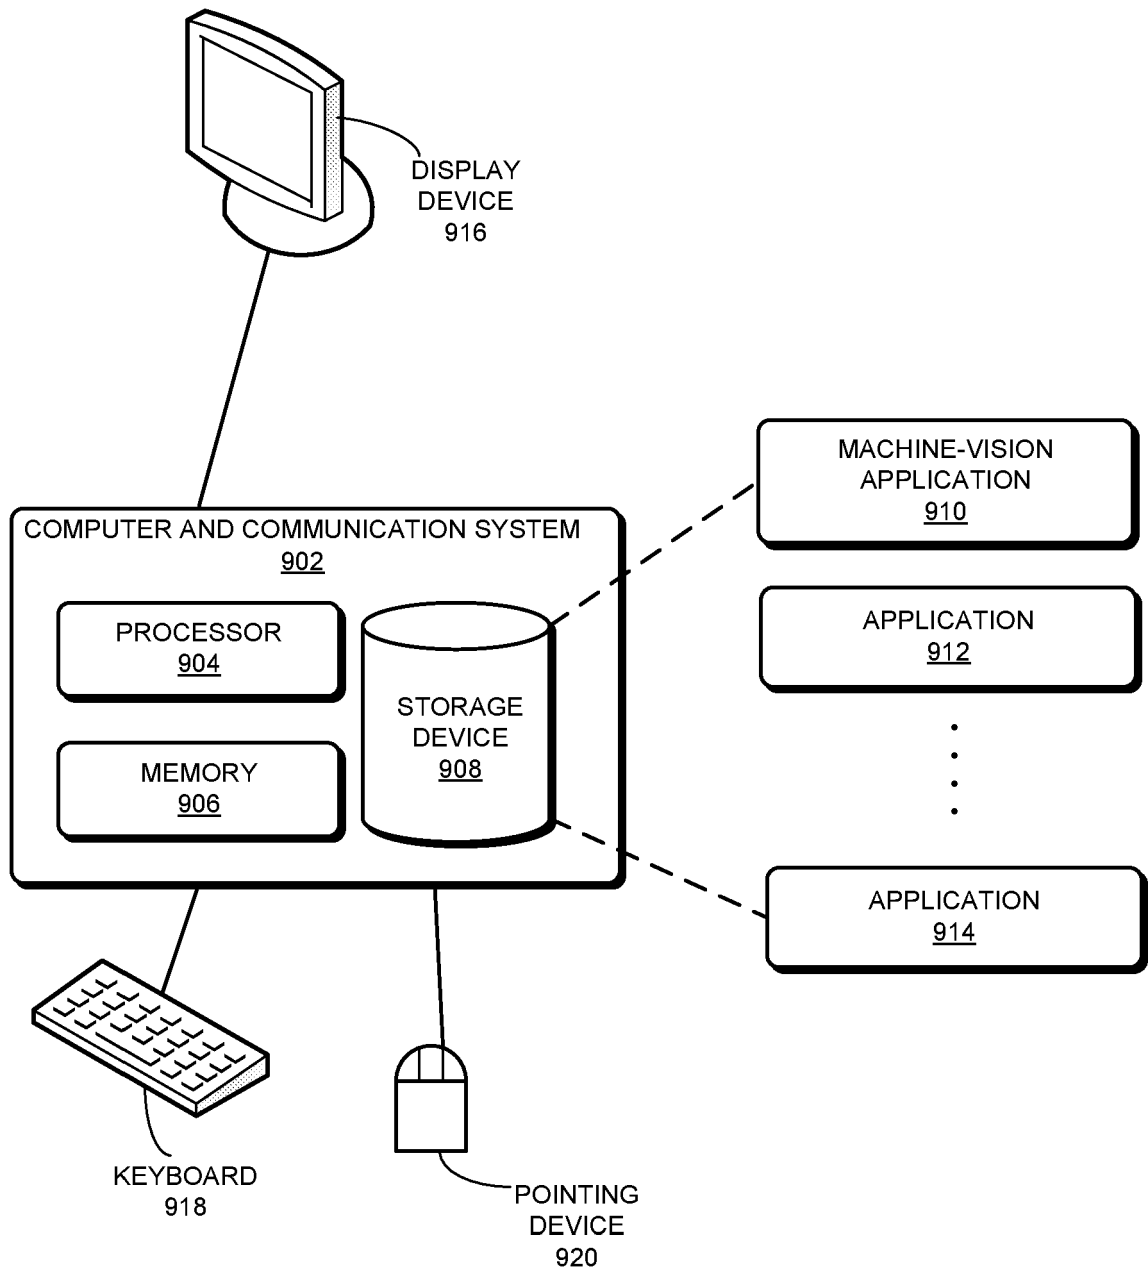 DISPLAY
DEVICE
916
MACHINE-VISION
APPLICATION
910
COMPUTER AND COMMUNICATION SYSTEM
902
PROCESSOR
904
STORAGE
DEVICE
908
MEMORY
906
APPLICATION
912
APPLICATION
914
KEYBOARD
918
POINTING
DEVICE
920